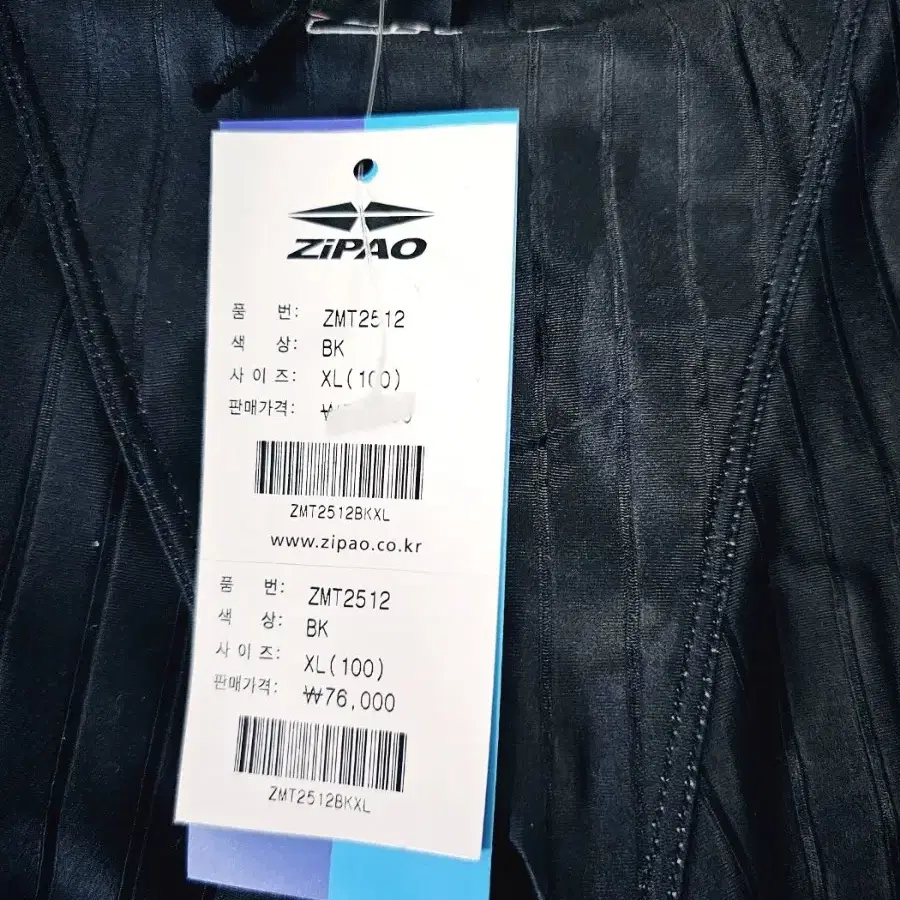 ZiPAO
품 번: ZMT2512
색 상: BK
사 이 즈: XL(100)
판매가격: ₩
ZMT2512BKXL
www.zipao.co.kr
품 번: ZMT2512
색 상: BK
사 이 즈: XL(100)
판매가격: ₩76,000
ZMT2512BKXL